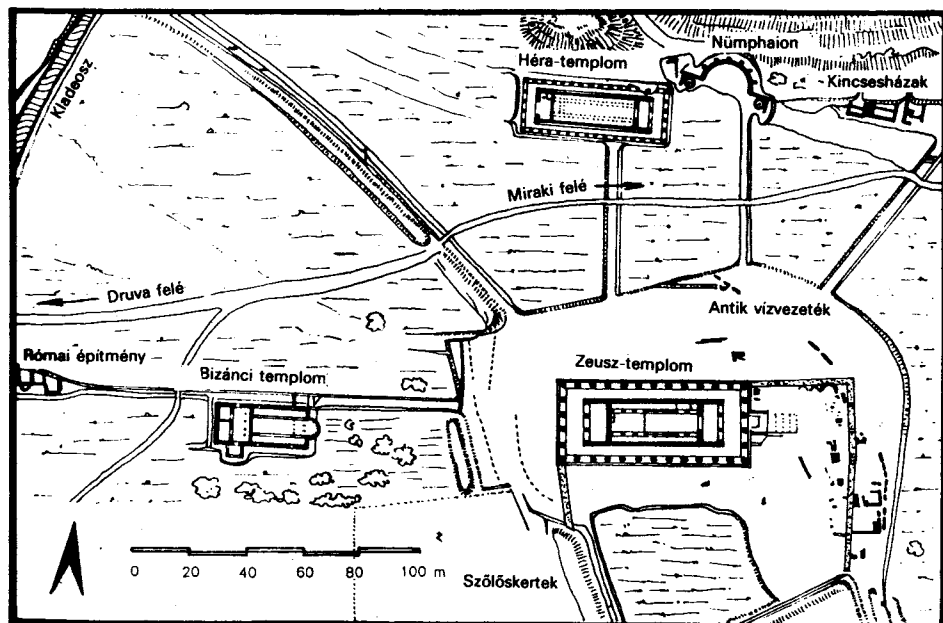 Nümphaion
Héra-templom
Kincsesházak
Kladeosz
Miraki felé
Druva felé
Antik vízvezeték
Római építmény
Bizánci templom
Zeusz-templom
0 20 40 60 80 100 m
Szőlőskertek